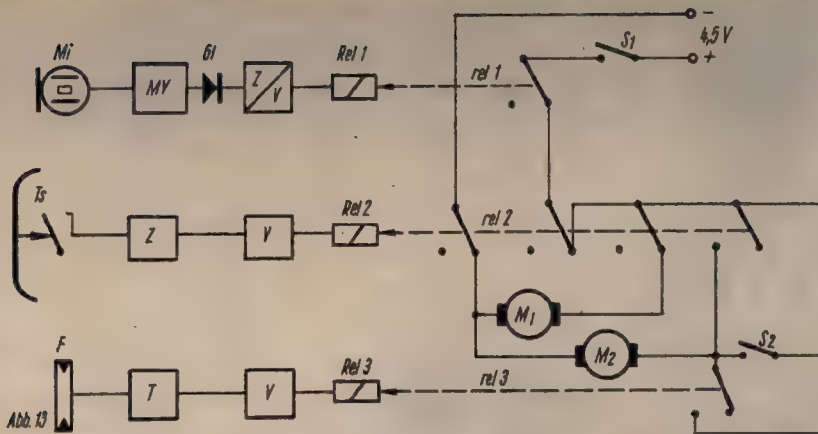 Mi
MV
Gl
Z
V
Rel 1
rel 1
S1
4,5 V
−
+
Ts
Z
V
Rel 2
rel 2
M1
M2
S2
F
T
V
Rel 3
rel 3
Abb. 13